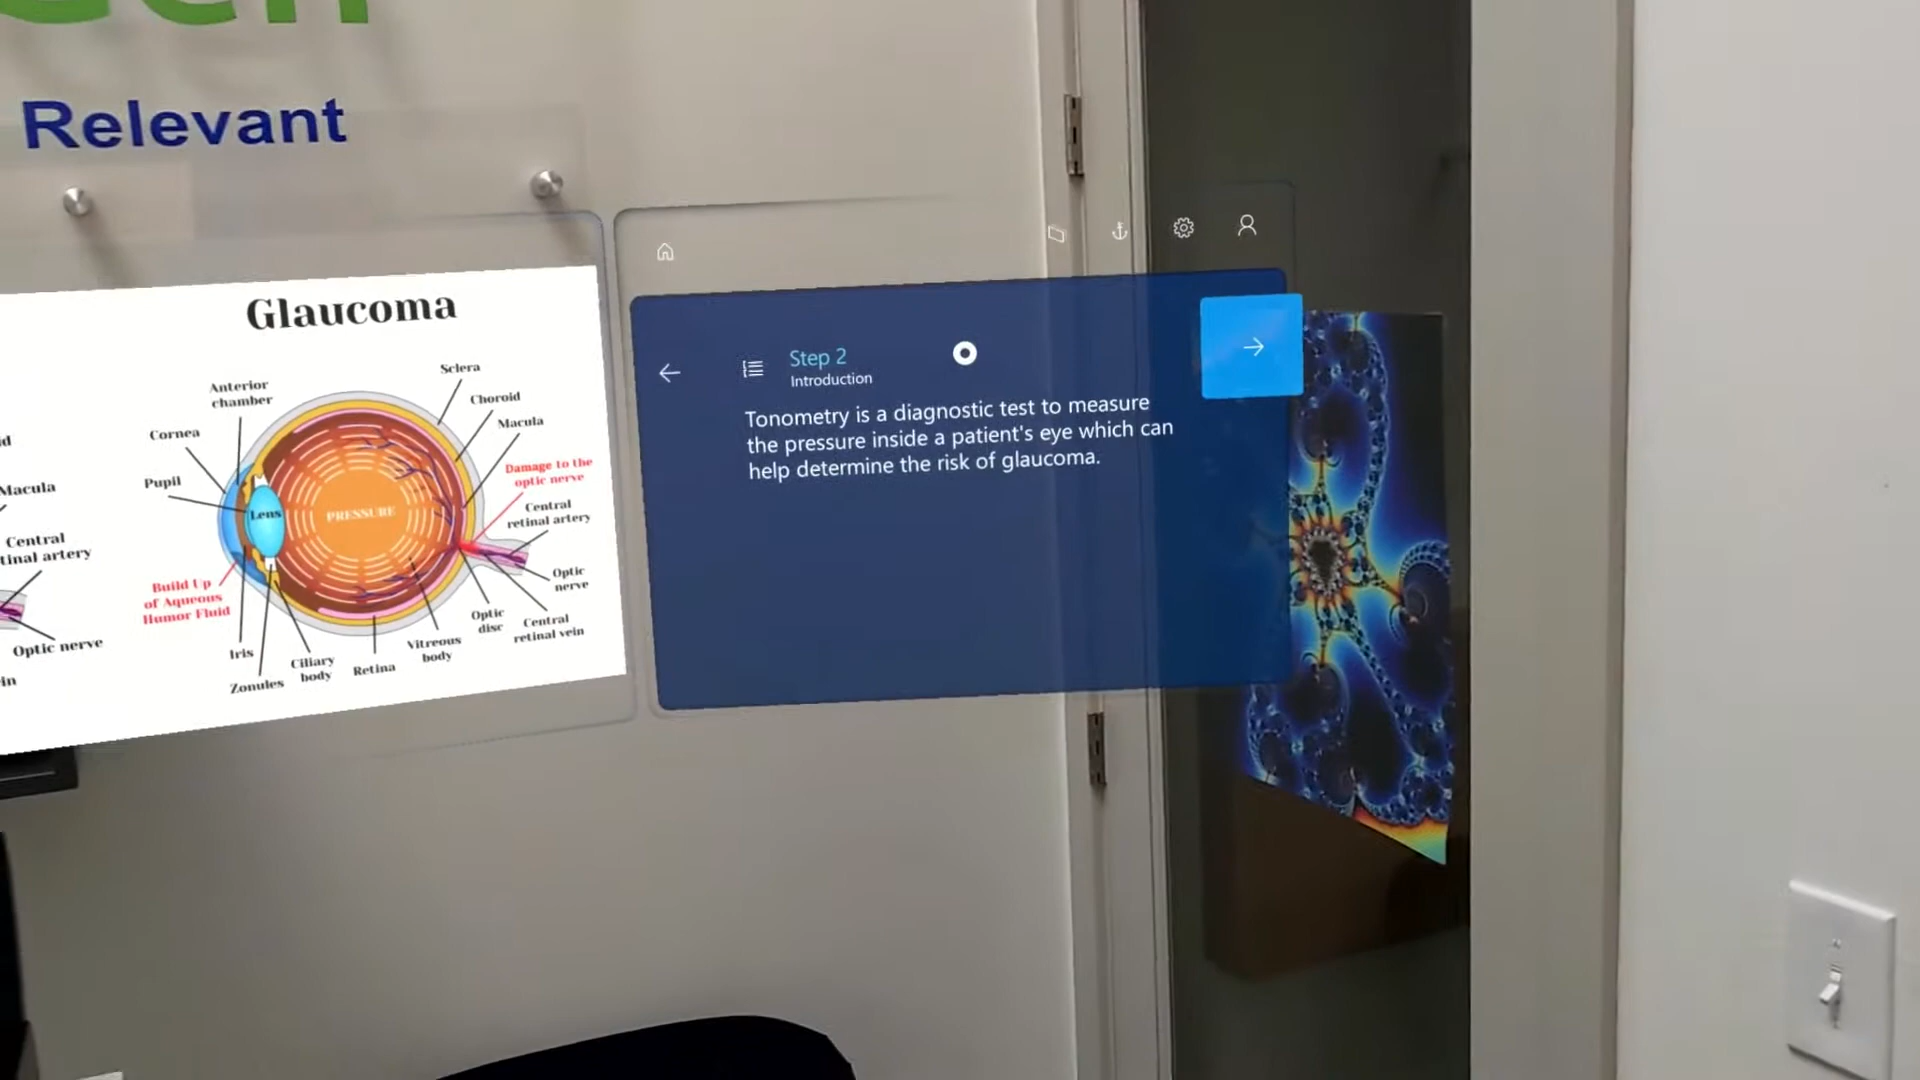 Relevant
Glaucoma
Sclera
Anterior
chamber
Choroid
Macula
Cornea
Pupil
Damage to the
optic nerve
Lens
PRESSURE
Central
retinal artery
Build Up
of Aqueous
Humor Fluid
Optic
nerve
Optic
disc
Central
retinal vein
Vitreous
body
Iris
Ciliary
body
Retina
Zonules
Macula
Central
Optic nerve
Step 2
Introduction
Tonometry is a diagnostic test to measure
the pressure inside a patient's eye which can
help determine the risk of glaucoma.